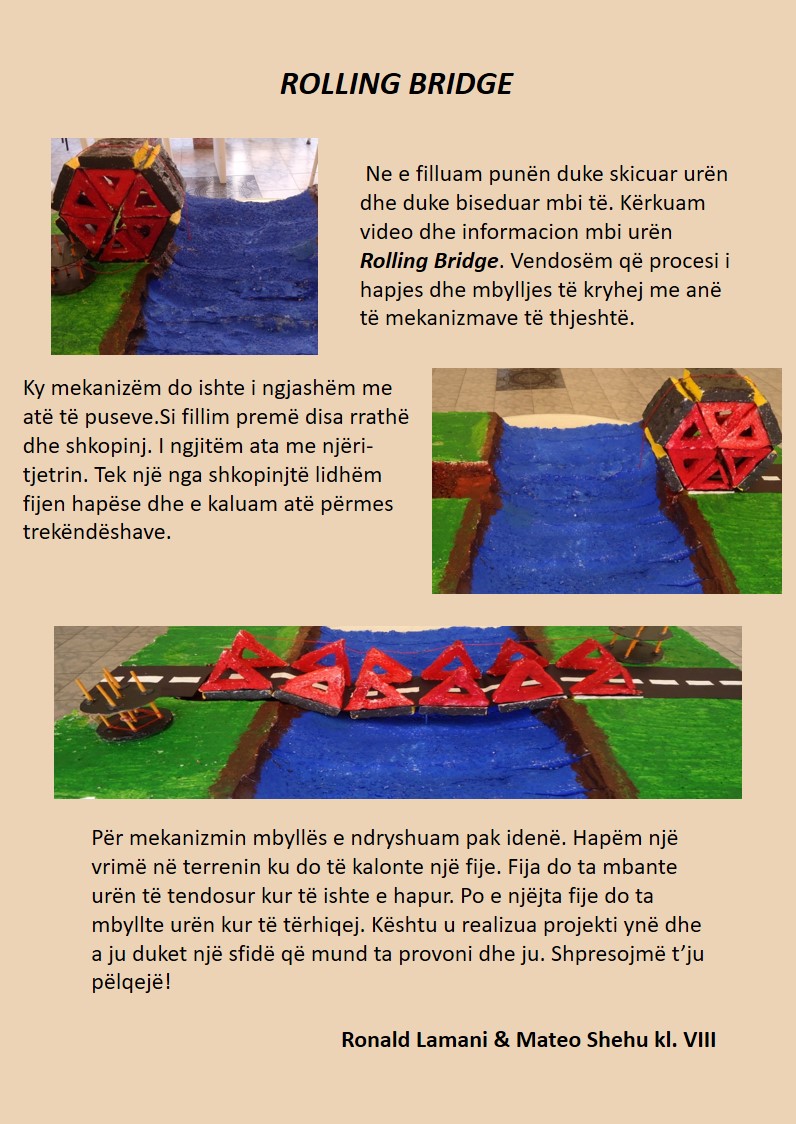 ROLLING BRIDGE
Ne e filluam punën duke skicuar urën
dhe duke biseduar mbi të. Kërkuam
video dhe informacion mbi urën
Rolling Bridge. Vendosëm që procesi i
hapjes dhe mbylljes të kryhej me anë
të mekanizmave të thjeshtë.
Ky mekanizëm do ishte i ngjashëm me
atë të puseve.Si fillim premë disa rrathë
dhe shkopinj. I ngjitëm ata me njëri-
tjetrin. Tek një nga shkopinjtë lidhëm
fijen hapëse dhe e kaluam atë përmes
trekëndëshave.
Për mekanizmin mbyllës e ndryshuam pak idenë. Hapëm një
vrimë në terrenin ku do të kalonte një fije. Fija do ta mbante
urën të tendosur kur të ishte e hapur. Po e njëjta fije do ta
mbyllte urën kur të tërhiqej. Kështu u realizua projekti ynë dhe
a ju duket një sfidë që mund ta provoni dhe ju. Shpresojmë t’ju
pëlqejë!
Ronald Lamani & Mateo Shehu kl. VIII